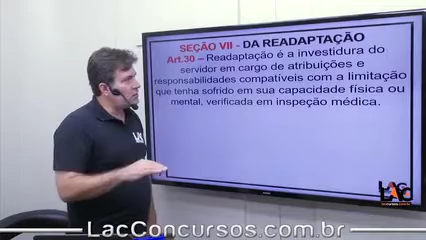 SEÇÃO VII - DA READAPTAÇÃO
Art.30 – Readaptação é a investidura do
servidor em cargo de atribuições e
responsabilidades compatíveis com a limitação
que tenha sofrido em sua capacidade física ou
mental, verificada em inspeção médica.
LAC
LacConcursos.com.br